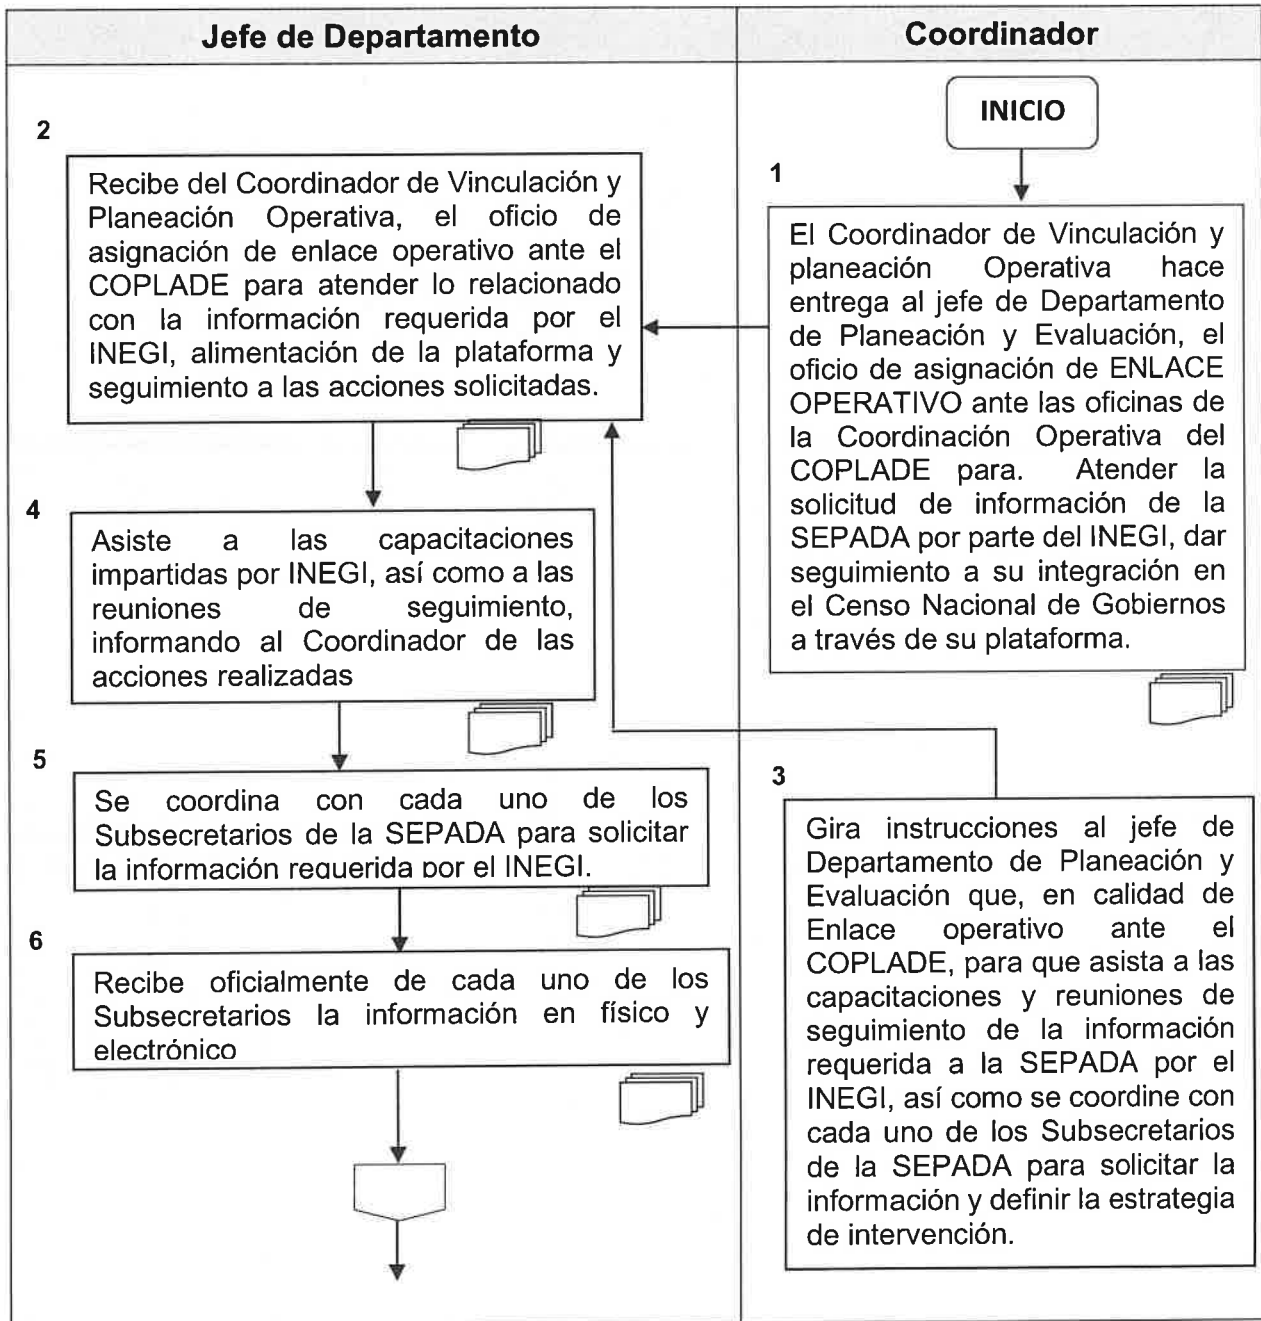 Jefe de Departamento
Coordinador
INICIO
1
El Coordinador de Vinculación y
planeación Operativa hace
entrega al jefe de Departamento
de Planeación y Evaluación, el
oficio de asignación de ENLACE
OPERATIVO ante las oficinas de
la Coordinación Operativa del
COPLADE para. Atender la
solicitud de información de la
SEPADA por parte del INEGI, dar
seguimiento a su integración en
el Censo Nacional de Gobiernos
a través de su plataforma.
2
Recibe del Coordinador de Vinculación y
Planeación Operativa, el oficio de
asignación de enlace operativo ante el
COPLADE para atender lo relacionado
con la información requerida por el
INEGI, alimentación de la plataforma y
seguimiento a las acciones solicitadas.
3
Gira instrucciones al jefe de
Departamento de Planeación y
Evaluación que, en calidad de
Enlace operativo ante el
COPLADE, para que asista a las
capacitaciones y reuniones de
seguimiento de la información
requerida a la SEPADA por el
INEGI, así como se coordine con
cada uno de los Subsecretarios
de la SEPADA para solicitar la
información y definir la estrategia
de intervención.
4
Asiste a las capacitaciones
impartidas por INEGI, así como a las
reuniones de seguimiento,
informando al Coordinador de las
acciones realizadas
5
Se coordina con cada uno de los
Subsecretarios de la SEPADA para solicitar
la información requerida por el INEGI.
6
Recibe oficialmente de cada uno de los
Subsecretarios la información en físico y
electrónico